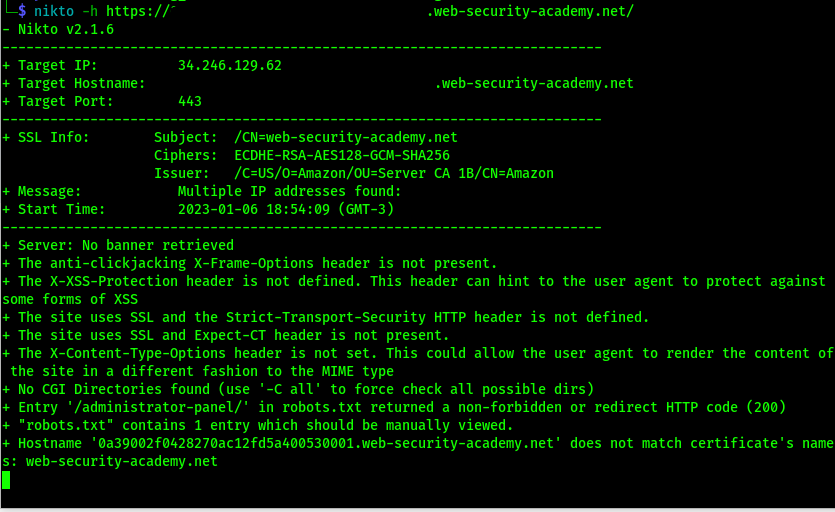 $ nikto -h https:// .web-security-academy.net/
- Nikto v2.1.6
---------------------------------------------------------------------------
+ Target IP:          34.246.129.62
+ Target Hostname:    .web-security-academy.net
+ Target Port:        443
---------------------------------------------------------------------------
+ SSL Info:        Subject:  /CN=web-security-academy.net
                   Ciphers:  ECDHE-RSA-AES128-GCM-SHA256
                   Issuer:   /C=US/O=Amazon/OU=Server CA 1B/CN=Amazon
+ Message:            Multiple IP addresses found:
+ Start Time:         2023-01-06 18:54:09 (GMT-3)
---------------------------------------------------------------------------
+ Server: No banner retrieved
+ The anti-clickjacking X-Frame-Options header is not present.
+ The X-XSS-Protection header is not defined. This header can hint to the user agent to protect against
some forms of XSS
+ The site uses SSL and the Strict-Transport-Security HTTP header is not defined.
+ The site uses SSL and Expect-CT header is not present.
+ The X-Content-Type-Options header is not set. This could allow the user agent to render the content of
 the site in a different fashion to the MIME type
+ No CGI Directories found (use '-C all' to force check all possible dirs)
+ Entry '/administrator-panel/' in robots.txt returned a non-forbidden or redirect HTTP code (200)
+ "robots.txt" contains 1 entry which should be manually viewed.
+ Hostname '0a39002f0428270ac12fd5a400530001.web-security-academy.net' does not match certificate's name
s: web-security-academy.net